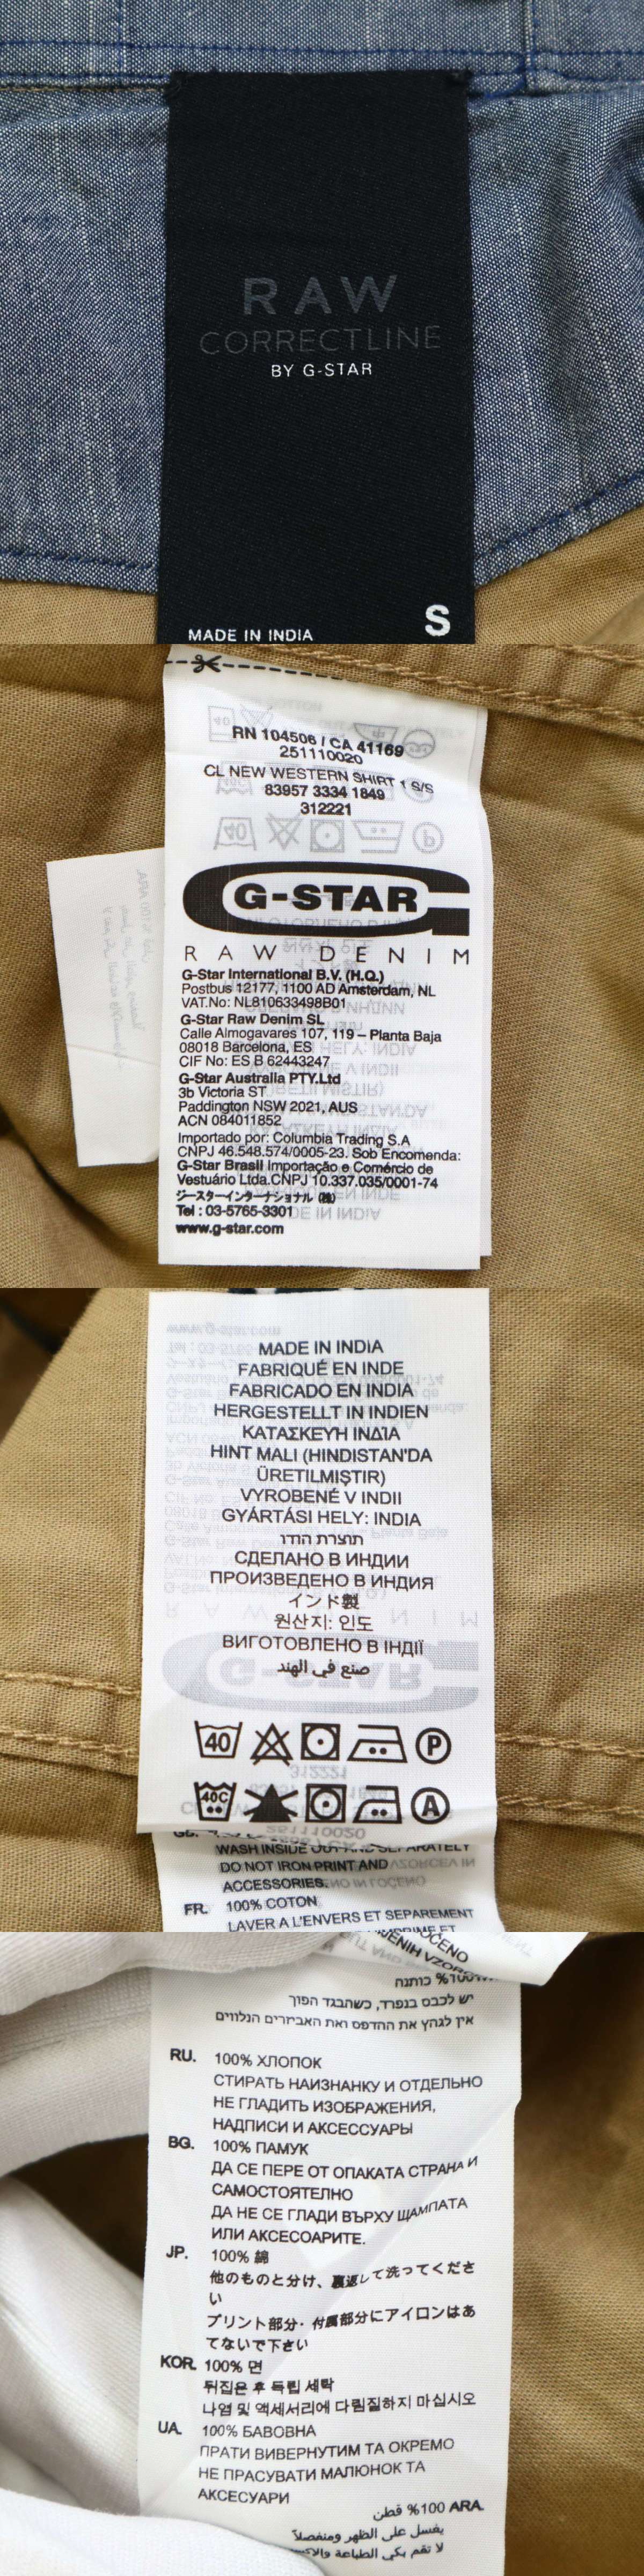 RAW
CORRECTLINE
BY G-STAR
MADE IN INDIA
S
RN 104506 / CA 41169
251110020
CL NEW WESTERN SHIRT 1 S/S
83957 3334 1849
312221
G-STAR
RAW DENIM
G-Star International B.V. (H.Q.)
Postbus 12177, 1100 AD Amsterdam, NL
VAT.No: NL810633498B01
G-Star Raw Denim SL
Calle Almogavares 107, 119 – Planta Baja
08018 Barcelona, ES
CIF No: ES B 62443247
G-Star Australia PTY.Ltd
3b Victoria ST
Paddington NSW 2021, AUS
ACN 084011852
Importado por: Columbia Trading S.A
CNPJ 46.548.574/0005-23. Sob Encomenda:
G-Star Brasil Importação e Comércio de
Vestuário Ltda.CNPJ 10.337.035/0001-74
ジースターインターナショナル (株)
Tel : 03-5765-3301
www.g-star.com
MADE IN INDIA
FABRIQUÉ EN INDE
FABRICADO EN INDIA
HERGESTELLT IN INDIEN
ΚΑΤΑΣΚΕΥΉ ΙΝΔΊΑ
HINT MALI (HINDISTAN'DA
ÜRETILMIŞTIR)
VYROBENÉ V INDII
GYÁRTÁSI HELY: INDIA
תוצרת הודו
СДЕЛАНО В ИНДИИ
ПРОИЗВЕДЕНО В ИНДИЯ
インド製
원산지: 인도
ВИГОТОВЛЕНО В ІНДІЇ
صنع في الهند
40 P
40C A
WASH INSIDE OUT AND SEPARATELY
DO NOT IRON PRINT AND
ACCESSORIES.
FR. 100% COTON
LAVER A L'ENVERS ET SEPAREMENT
100% כותנה
יש לכבס בנפרד, כשהבגד הפוך
אין לגהץ את ההדפס ואת האביזרים הנלווים
RU. 100% ХЛОПОК
СТИРАТЬ НАИЗНАНКУ И ОТДЕЛЬНО
НЕ ГЛАДИТЬ ИЗОБРАЖЕНИЯ,
НАДПИСИ И АКСЕССУАРЫ
BG. 100% ПАМУК
ДА СЕ ПЕРЕ ОТ ОПАКАТА СТРАНА И
САМОСТОЯТЕЛНО
ДА НЕ СЕ ГЛАДИ ВЪРХУ ЩАМПАТА
ИЛИ АКСЕСОАРИТЕ.
JP. 100% 綿
他のものと分け、裏返して洗ってくださ
い
プリント部分・付属部分にアイロンはあ
てないで下さい
KOR. 100% 면
뒤집은 후 독립 세탁
나염 및 액세서리에 다림질하지 마십시오
UA. 100% БАВОВНА
ПРАТИ ВИВЕРНУТИМ ТА ОКРЕМО
НЕ ПРАСУВАТИ МАЛЮНОК ТА
АКСЕСУАРИ
ARA. 100% قطن
يغسل على الظهر ومنفصلاً
لا تقم بكي الطباعة